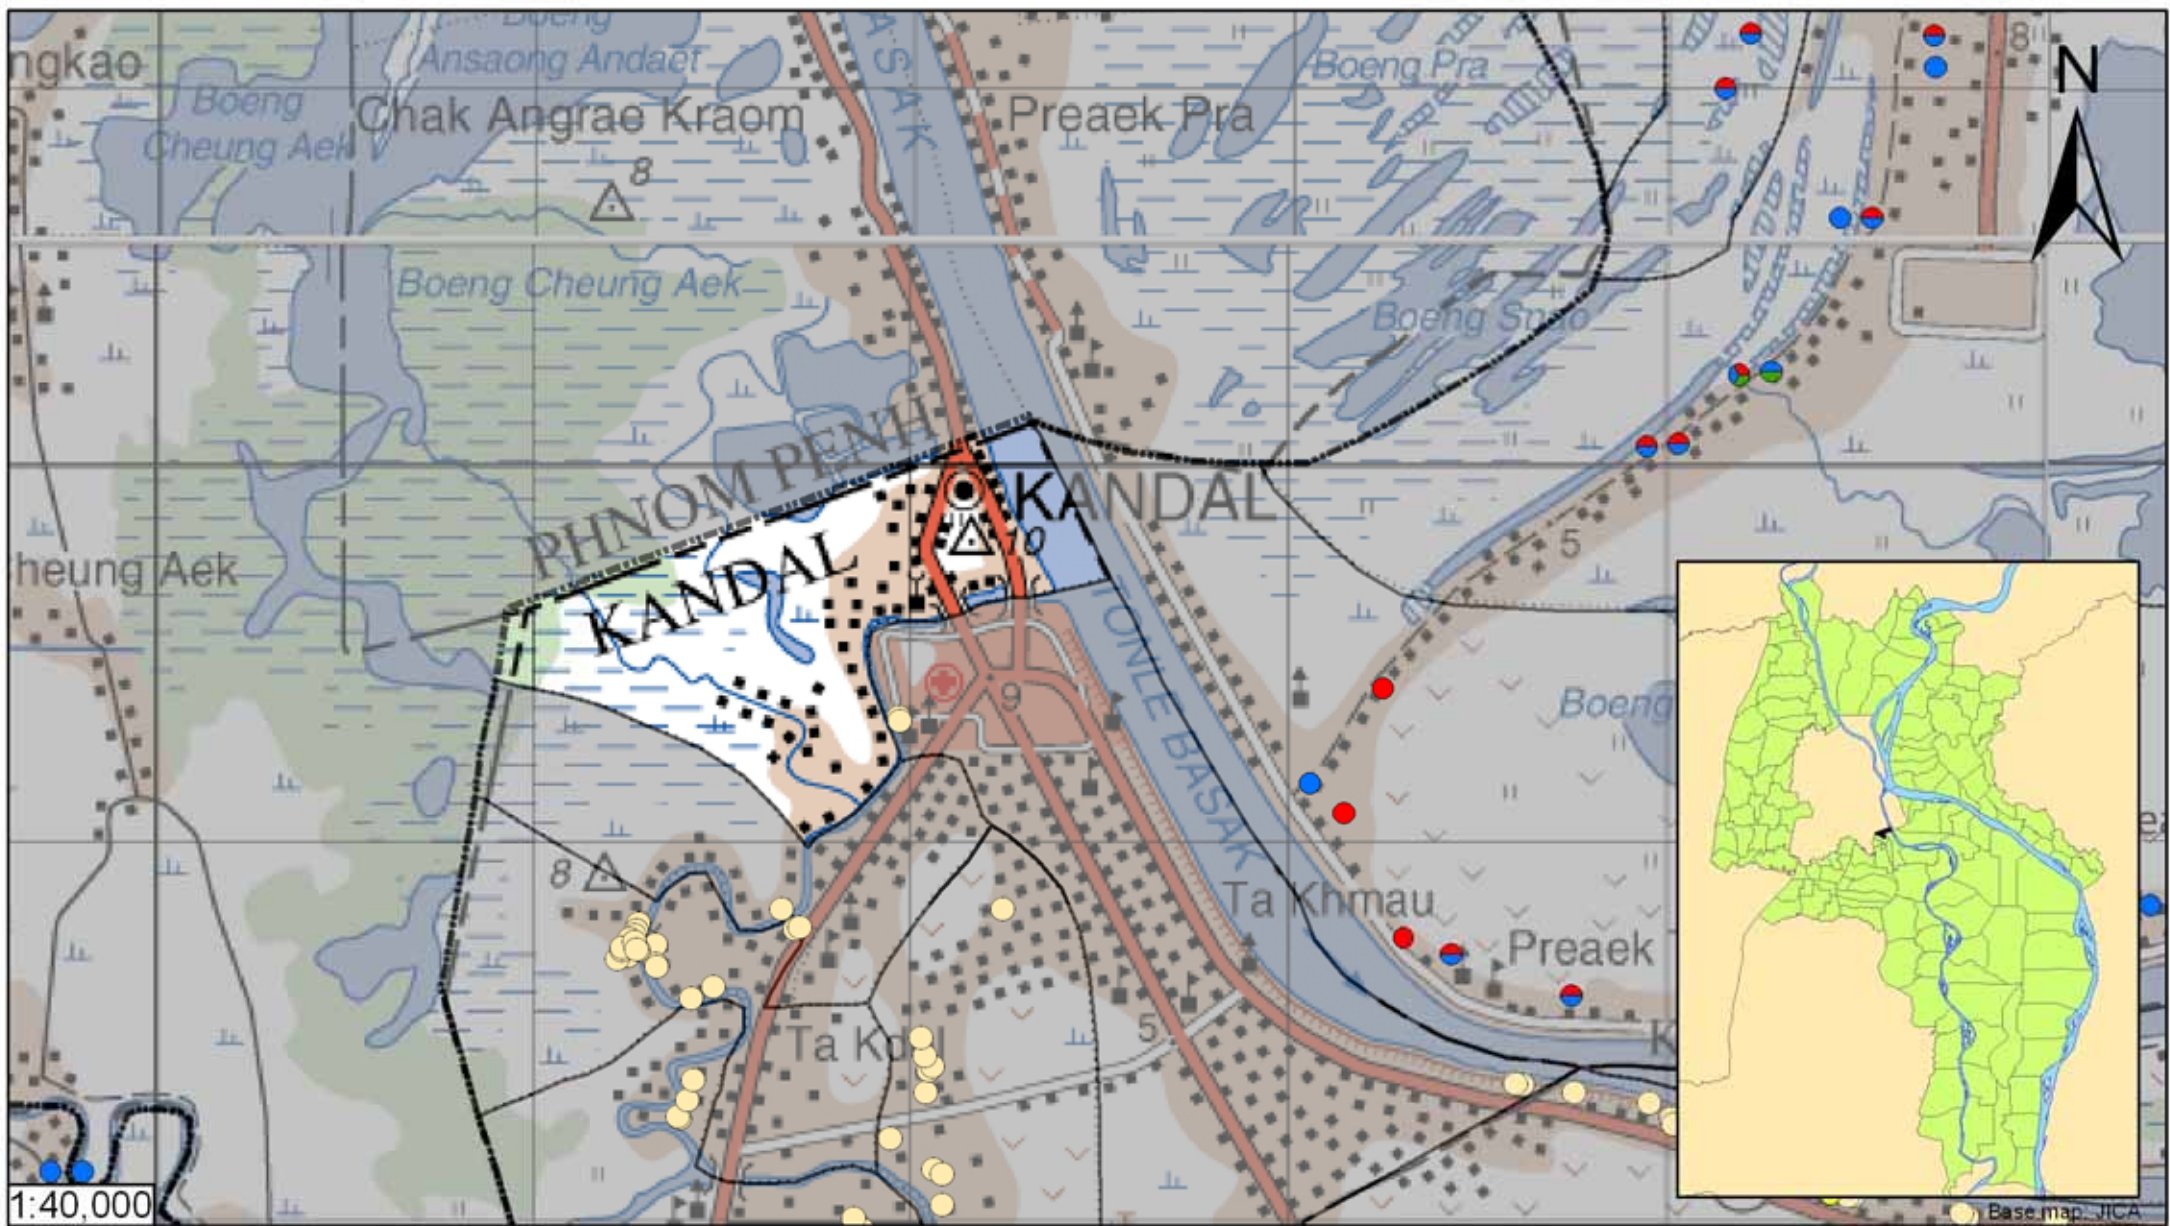 Boeng
Ansaong Andaet
ngkao
Boeng
Cheung Aek
Chak Angrae Kraom
ASAK
Preaek Pra
Boeng Pra
8
N
8
Boeng Cheung Aek
Boeng Snao
PHNOM PENH
KANDAL
KANDAL
10
heung Aek
5
9
TONLE BASAK
Boeng
8
Ta Khmau
Preaek
Ta Kdol
5
K
1:40,000
Base map: JICA